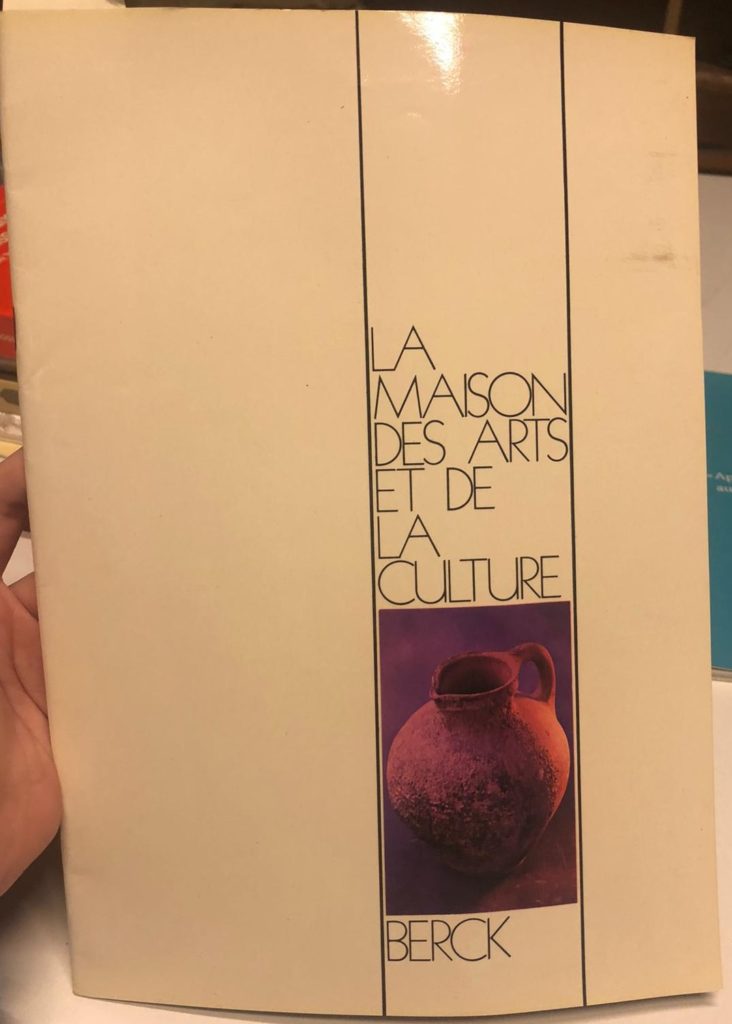 LA
MAISON
DES ARTS
ET DE
LA
CULTURE
BERCK